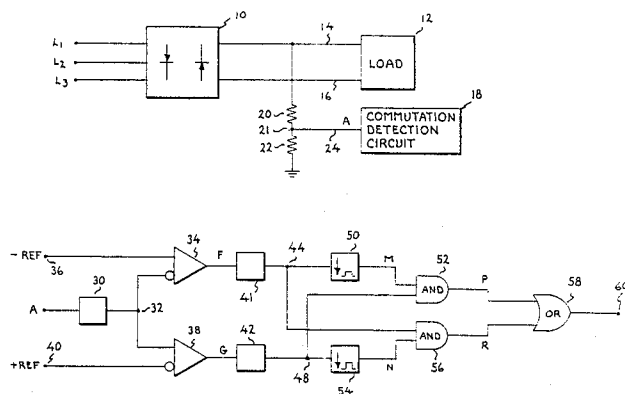 10
12
L1
L2
L3
14
LOAD
16
18
20
21
22
A
24
COMMUTATION
DETECTION
CIRCUIT
34
- REF
36
F
41
44
50
M
52
AND
P
58
60
OR
30
A
32
40
+REF
38
G
42
48
54
N
AND
56
R